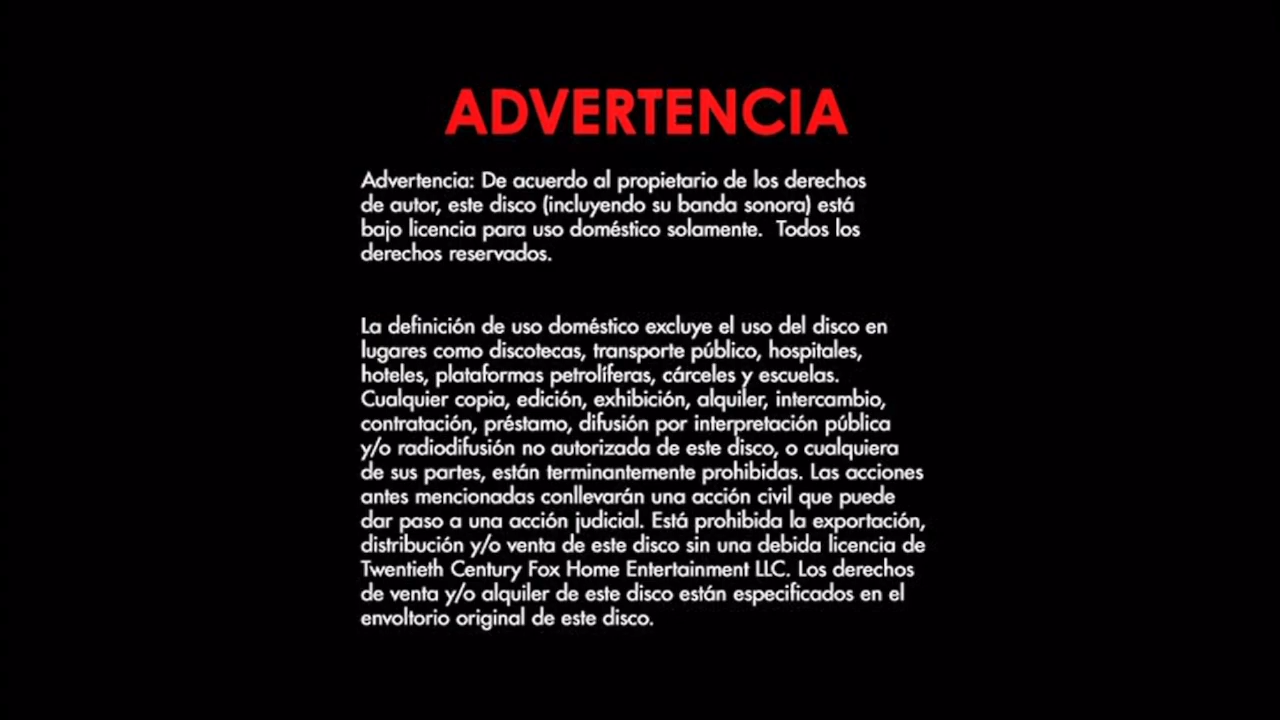 ADVERTENCIA
Advertencia: De acuerdo al propietario de los derechos
de autor, este disco (incluyendo su banda sonora) está
bajo licencia para uso doméstico solamente.  Todos los
derechos reservados.
La definición de uso doméstico excluye el uso del disco en
lugares como discotecas, transporte público, hospitales,
hoteles, plataformas petrolíferas, cárceles y escuelas.
Cualquier copia, edición, exhibición, alquiler, intercambio,
contratación, préstamo, difusión por interpretación pública
y/o radiodifusión no autorizada de este disco, o cualquiera
de sus partes, están terminantemente prohibidas. Las acciones
antes mencionadas conllevarán una acción civil que puede
dar paso a una acción judicial. Está prohibida la exportación,
distribución y/o venta de este disco sin una debida licencia de
Twentieth Century Fox Home Entertainment LLC. Los derechos
de venta y/o alquiler de este disco están especificados en el
envoltorio original de este disco.